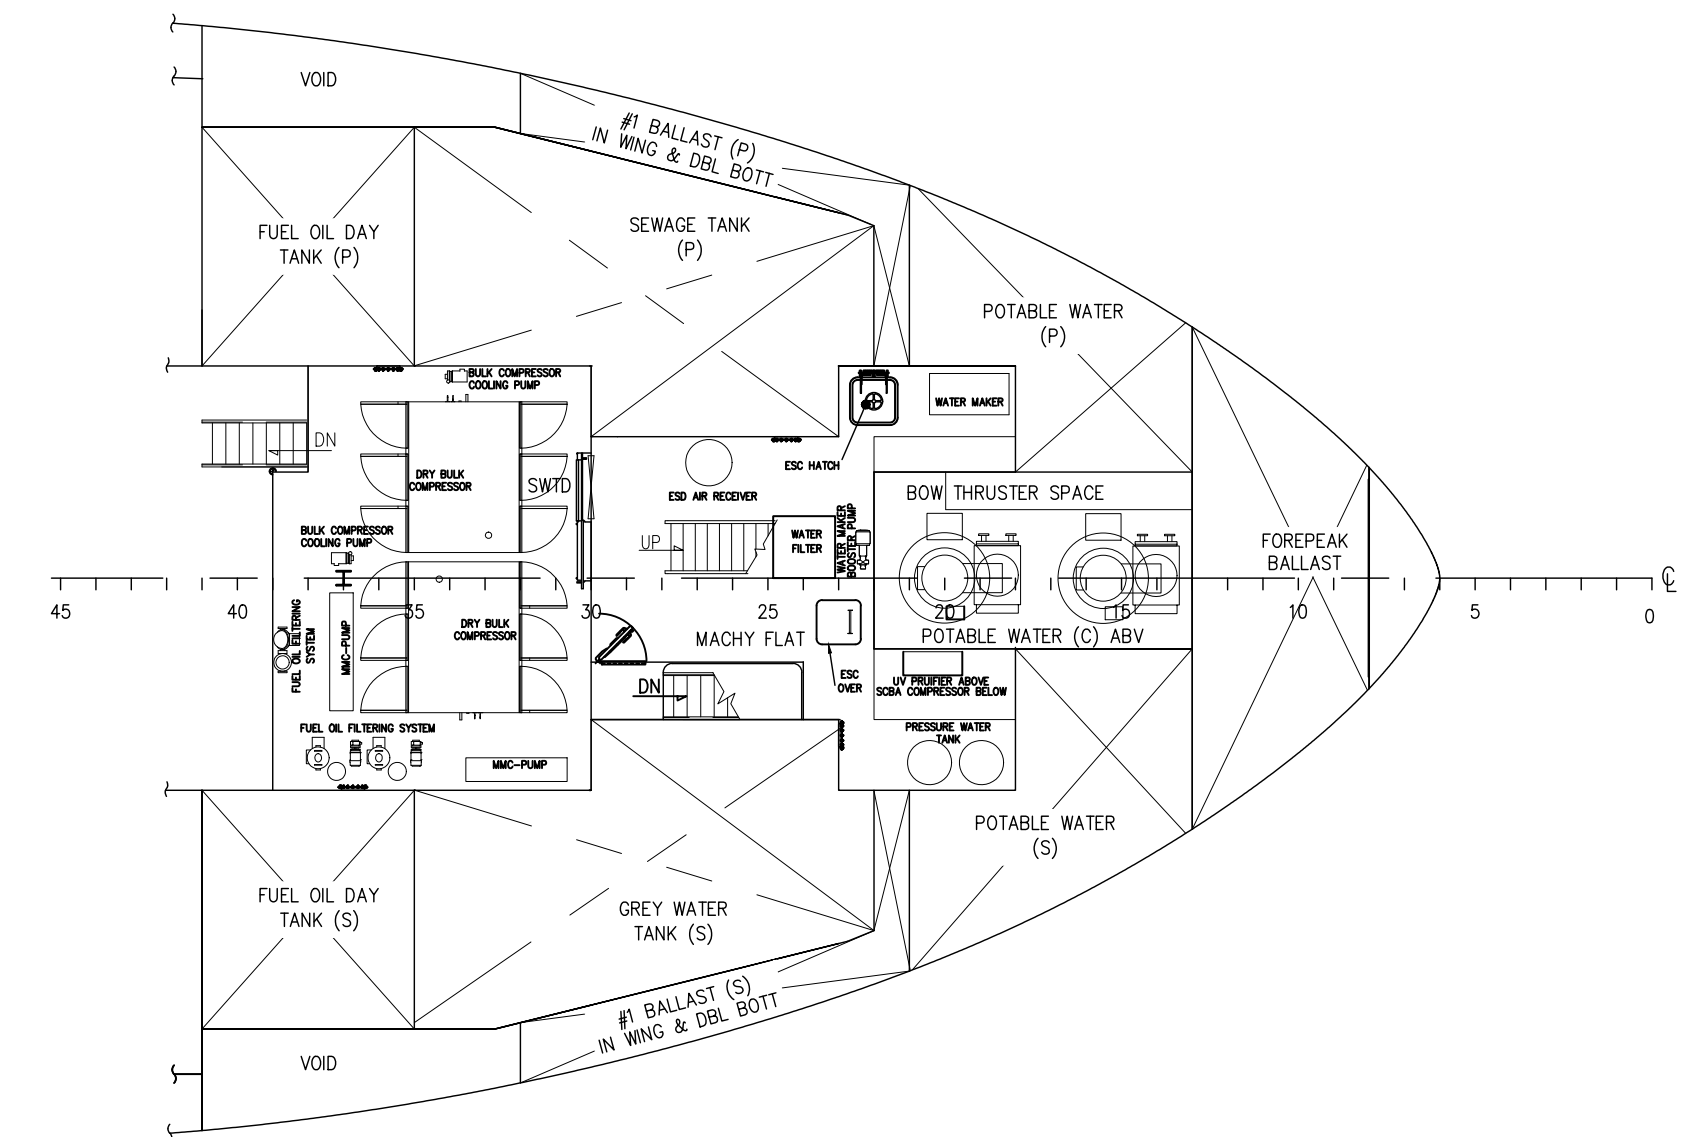 VOID
#1 BALLAST (P)
IN WING & DBL BOTT
FUEL OIL DAY
TANK (P)
SEWAGE TANK
(P)
POTABLE WATER
(P)
BULK COMPRESSOR
COOLING PUMP
WATER MAKER
DN
ESC HATCH
DRY BULK
COMPRESSOR
SWTD
ESD AIR RECEIVER
BOW THRUSTER SPACE
BULK COMPRESSOR
COOLING PUMP
UP
WATER
FILTER
WATER MAKER
BOOSTER PUMP
FOREPEAK
BALLAST
℄
45
40
35
30
25
20
15
10
5
0
FUEL OIL FILTERING
SYSTEM
MMC-PUMP
DRY BULK
COMPRESSOR
MACHY FLAT
POTABLE WATER (C) ABV
DN
ESC
OVER
UV PRUIFIER ABOVE
SCBA COMPRESSOR BELOW
FUEL OIL FILTERING SYSTEM
PRESSURE WATER
TANK
MMC-PUMP
POTABLE WATER
(S)
FUEL OIL DAY
TANK (S)
GREY WATER
TANK (S)
#1 BALLAST (S)
IN WING & DBL BOTT
VOID